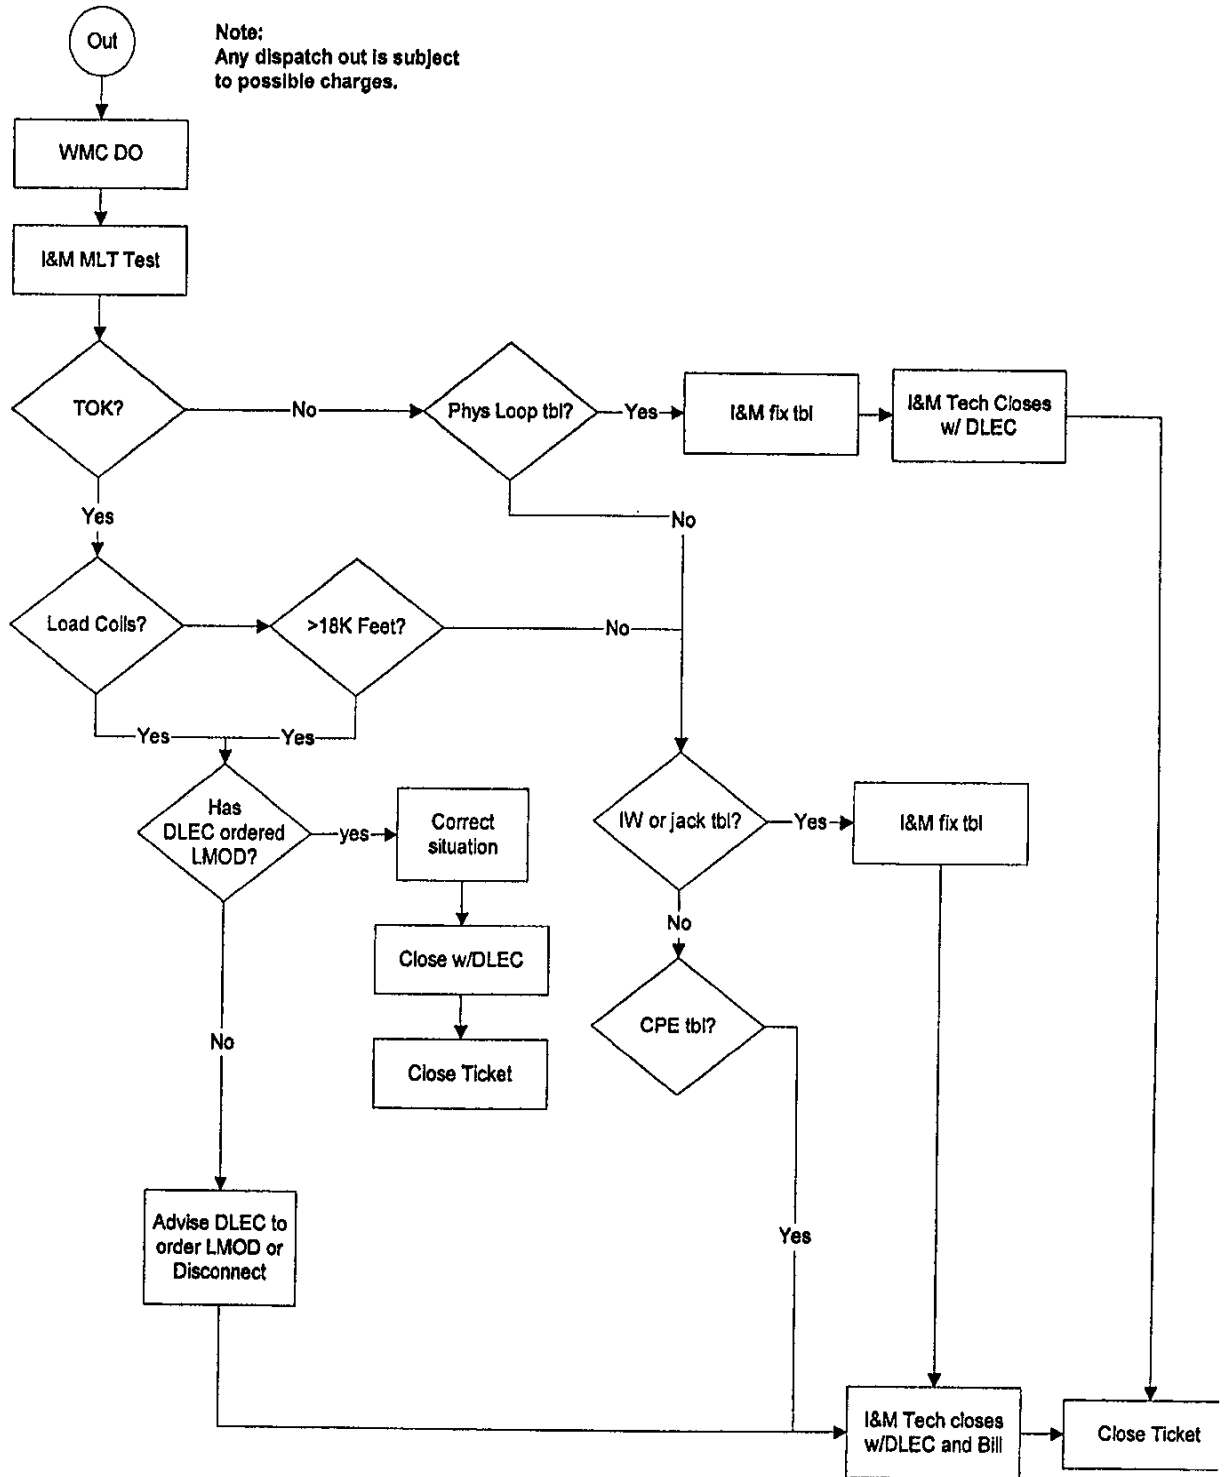 Out
Note:
Any dispatch out is subject
to possible charges.
WMC DO
I&M MLT Test
TOK?
No
Phys Loop tbl?
Yes
I&M fix tbl
I&M Tech Closes
w/ DLEC
Yes
No
Load Coils?
>18K Feet?
No
Yes
Yes
Has
DLEC ordered
LMOD?
yes
Correct
situation
IW or jack tbl?
Yes
I&M fix tbl
No
Close w/DLEC
CPE tbl?
No
Close Ticket
Yes
Advise DLEC to
order LMOD or
Disconnect
I&M Tech closes
w/DLEC and Bill
Close Ticket